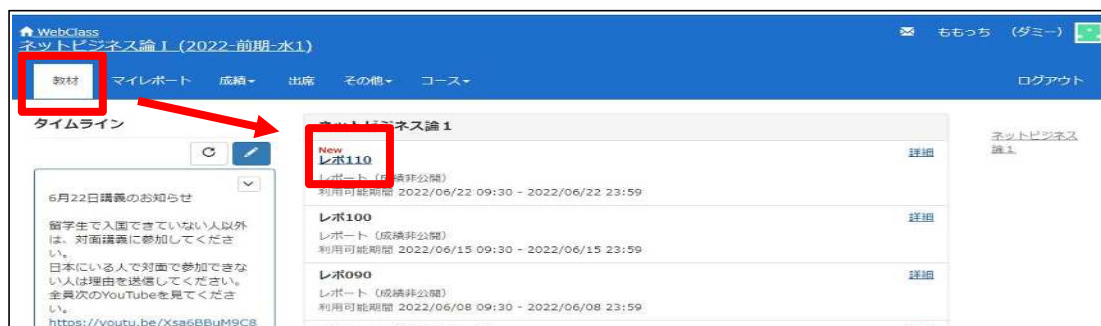 WebClass
ネットビジネス論Ⅰ (2022-前期-水1)
ももっち (ダミー)
教材 マイレポート 成績 出席 その他 コース ログアウト
タイムライン
6月22日講義のお知らせ
留学生で入国できていない人以外
は、対面講義に参加してくださ
い。
日本にいる人で対面で参加できな
い人は理由を送信してください。
全員次のYouTubeを見てくださ
い。
https://youtu.be/Xsa6BBuM9C8
ネットビジネス論1
New
レポ110 詳細
レポート (成績非公開)
利用可能期間 2022/06/22 09:30 - 2022/06/22 23:59
レポ100 詳細
レポート (成績非公開)
利用可能期間 2022/06/15 09:30 - 2022/06/15 23:59
レポ090 詳細
レポート (成績非公開)
利用可能期間 2022/06/08 09:30 - 2022/06/08 23:59
ネットビジネス
論1